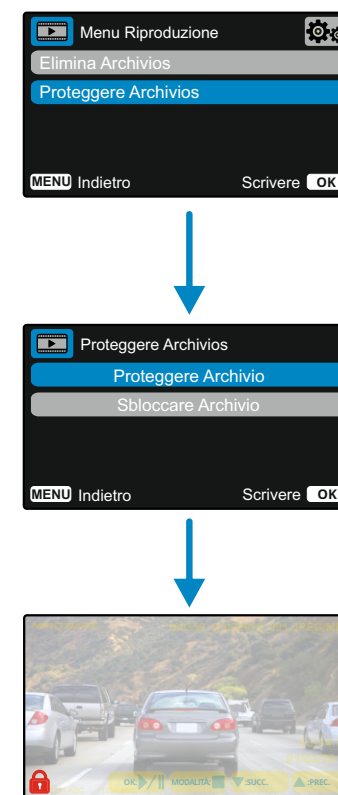 Menu Riproduzione
Elimina Archivios
Proteggere Archivios
MENU Indietro Scrivere OK
Proteggere Archivios
Proteggere Archivio
Sbloccare Archivio
MENU Indietro Scrivere OK
OK: MODALITÀ: :SUCC. :PREC.